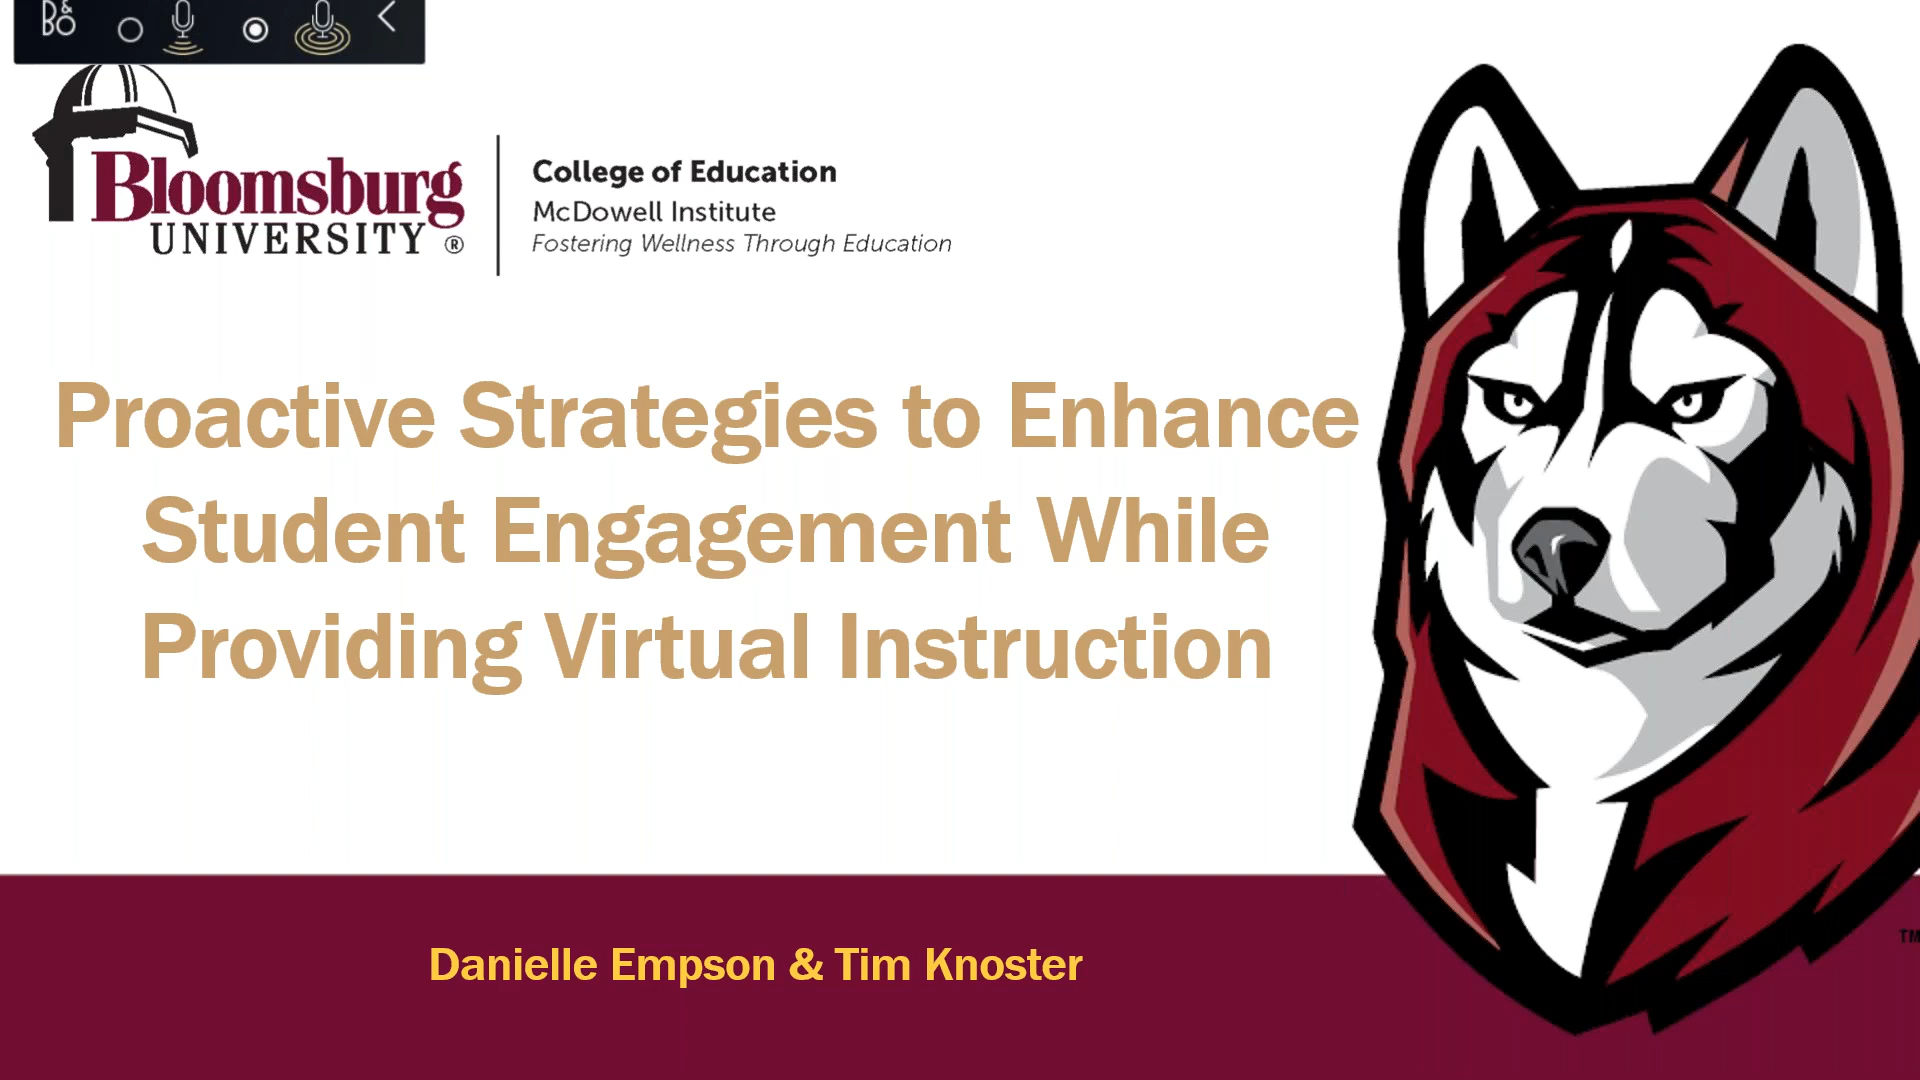 B&O
Bloomsburg
UNIVERSITY ®
College of Education
McDowell Institute
Fostering Wellness Through Education
Proactive Strategies to Enhance
Student Engagement While
Providing Virtual Instruction
Danielle Empson & Tim Knoster
TM